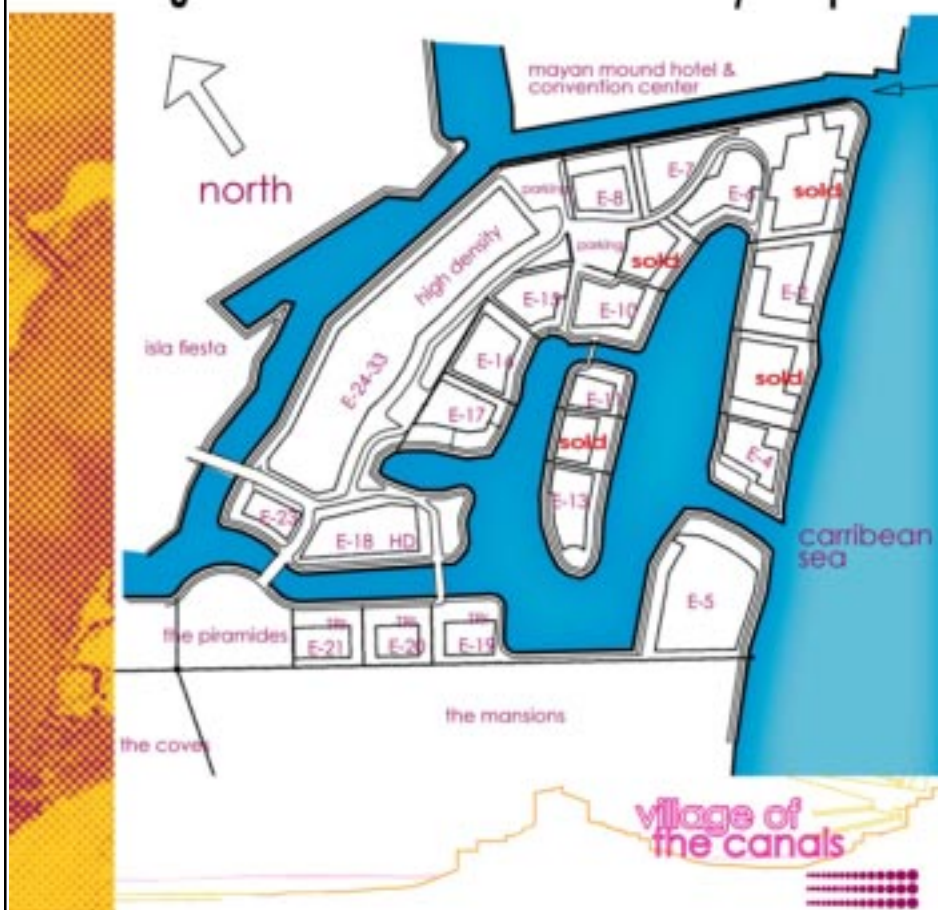 mayan mound hotel &
convention center
north
parking
E-8
E-7
E-6
sold
high density
parking
sold
E-2
E-15
E-10
isla fiesta
E-16
sold
E-24-33
E-11
E-17
sold
E-4
E-13
E-23
E-18 HD
carribean
sea
E-5
the piramides
E-21
E-20
E-19
the mansions
the coves
village of
the canals